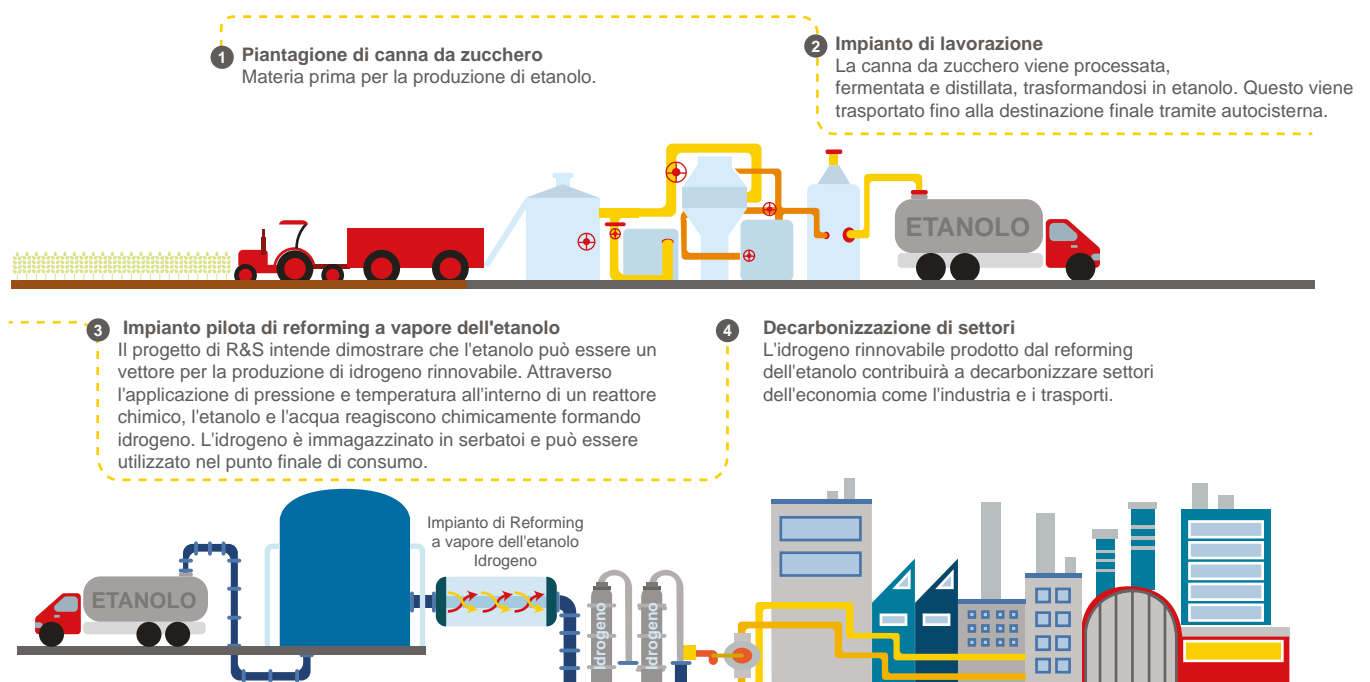 1 Piantagione di canna da zucchero
Materia prima per la produzione di etanolo.
2 Impianto di lavorazione
La canna da zucchero viene processata,
fermentata e distillata, trasformandosi in etanolo. Questo viene
trasportato fino alla destinazione finale tramite autocisterna.
ETANOLO
3 Impianto pilota di reforming a vapore dell'etanolo
Il progetto di R&S intende dimostrare che l'etanolo può essere un
vettore per la produzione di idrogeno rinnovabile. Attraverso
l'applicazione di pressione e temperatura all'interno di un reattore
chimico, l'etanolo e l'acqua reagiscono chimicamente formando
idrogeno. L'idrogeno è immagazzinato in serbatoi e può essere
utilizzato nel punto finale di consumo.
4 Decarbonizzazione di settori
L'idrogeno rinnovabile prodotto dal reforming
dell'etanolo contribuirà a decarbonizzare settori
dell'economia come l'industria e i trasporti.
ETANOLO
Impianto di Reforming
a vapore dell'etanolo
Idrogeno
Idrogeno
Idrogeno